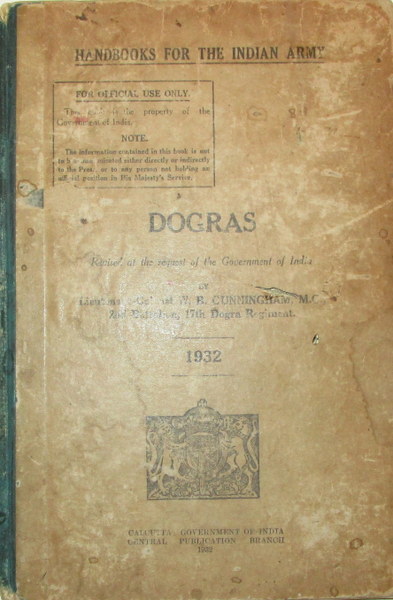 HANDBOOKS FOR THE INDIAN ARMY
FOR OFFICIAL USE ONLY.
the property of the
Government of India.
NOTE.
The information contained in this book is not
to be communicated either directly or indirectly
to the Press or to any person not holding an
official position in His Majesty's Service.
DOGRAS
Revised at the request of the Government of India
BY
Lieutenant-Colonel W. B. CUNNINGHAM, M.C.
2nd Battalion, 17th Dogra Regiment.
1932
CALCUTTA: GOVERNMENT OF INDIA
CENTRAL PUBLICATION BRANCH
1932